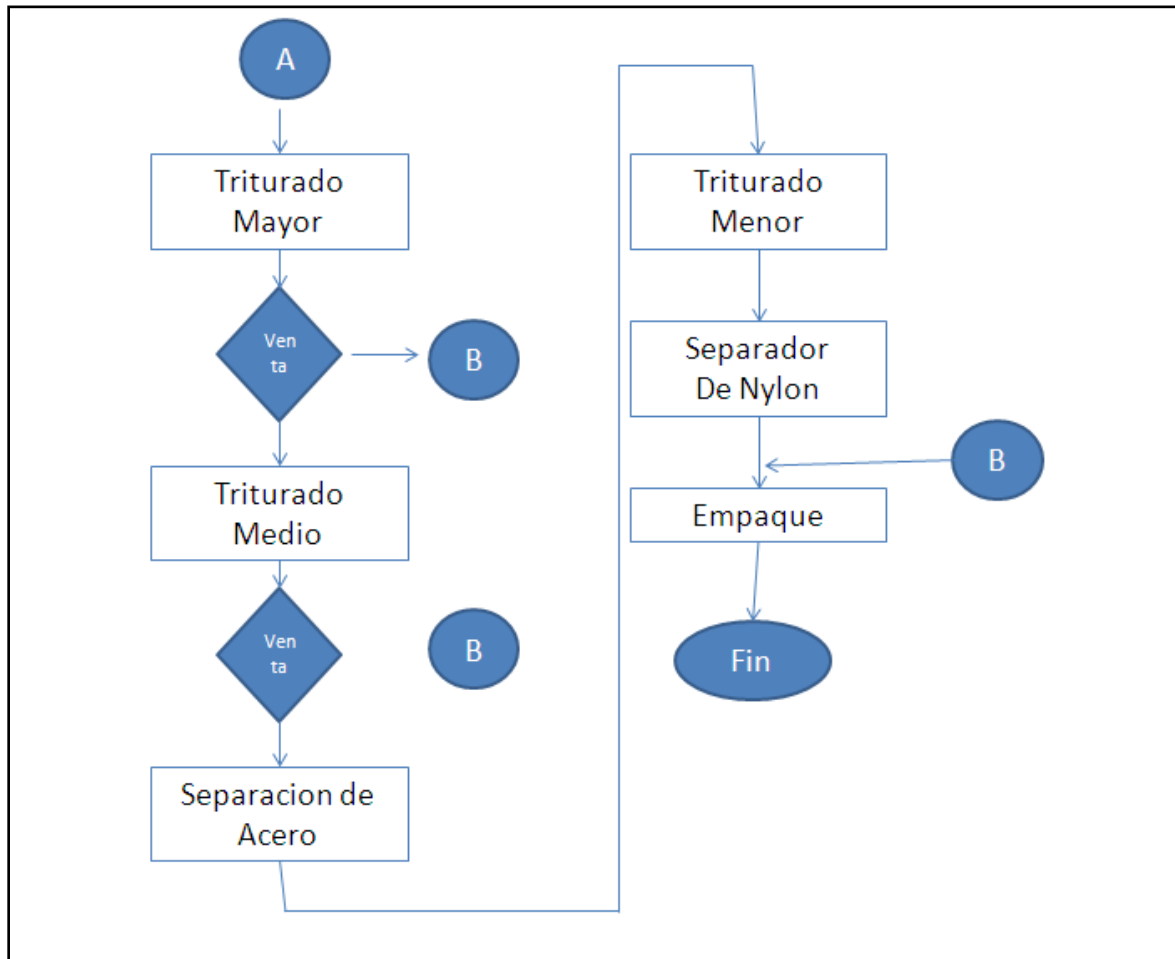 A
Triturado
Mayor
Ven
ta
B
Triturado
Medio
Ven
ta
B
Separacion de
Acero
Triturado
Menor
Separador
De Nylon
B
Empaque
Fin